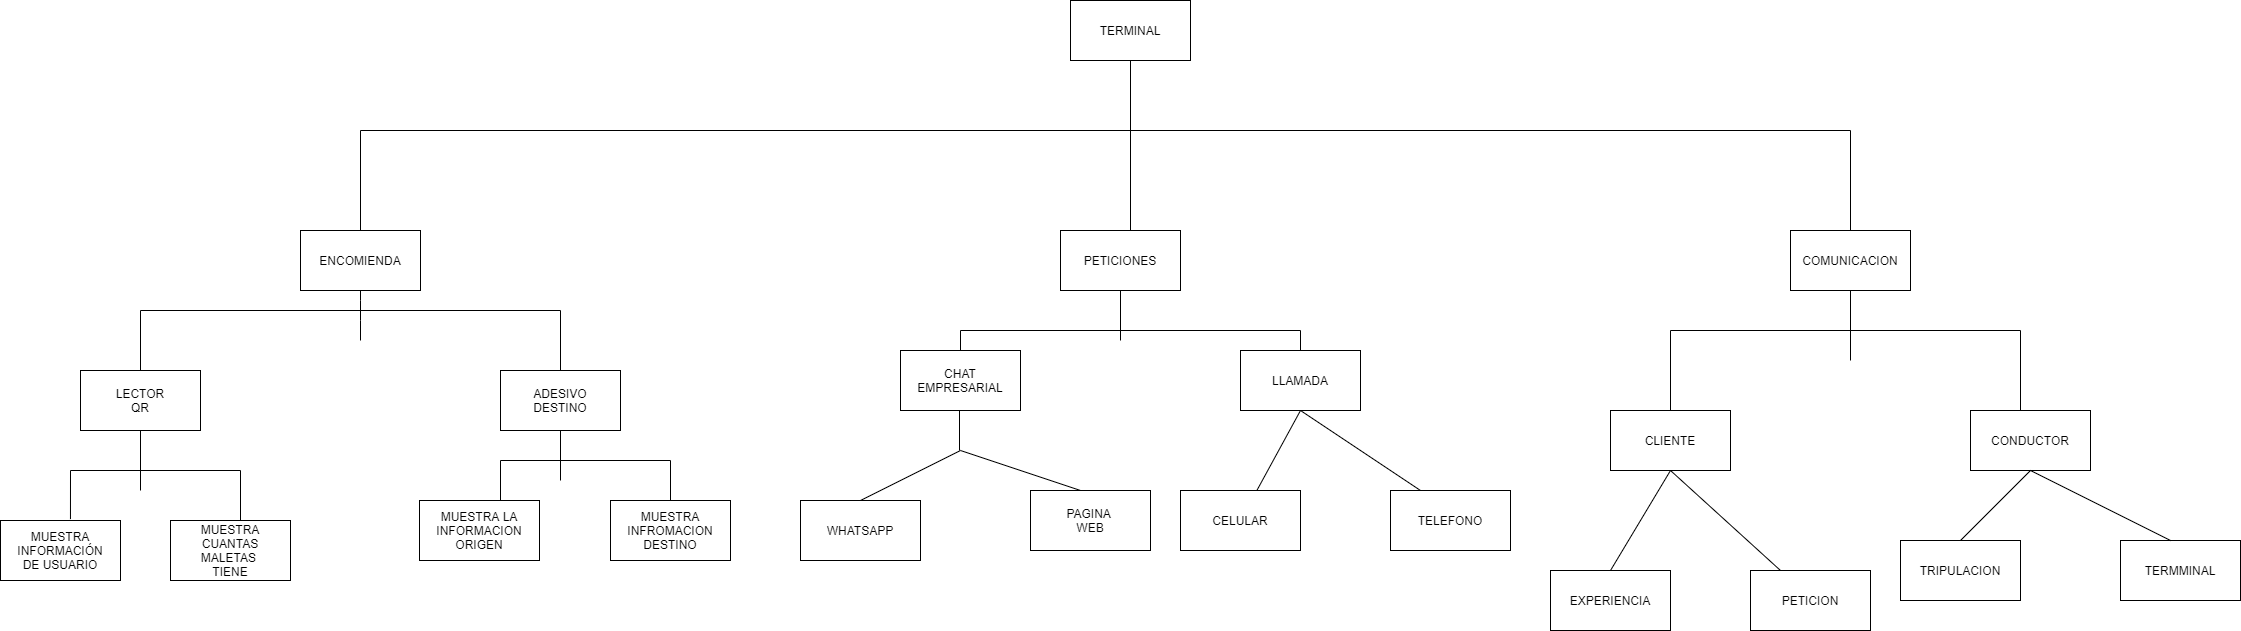 TERMINAL
ENCOMIENDA
PETICIONES
COMUNICACION
LECTOR
QR
ADESIVO
DESTINO
CHAT
EMPRESARIAL
LLAMADA
CLIENTE
CONDUCTOR
MUESTRA
INFORMACIÓN
DE USUARIO
MUESTRA
CUANTAS
MALETAS
TIENE
MUESTRA LA
INFORMACION
ORIGEN
MUESTRA
INFROMACION
DESTINO
WHATSAPP
PAGINA
WEB
CELULAR
TELEFONO
EXPERIENCIA
PETICION
TRIPULACION
TERMMINAL